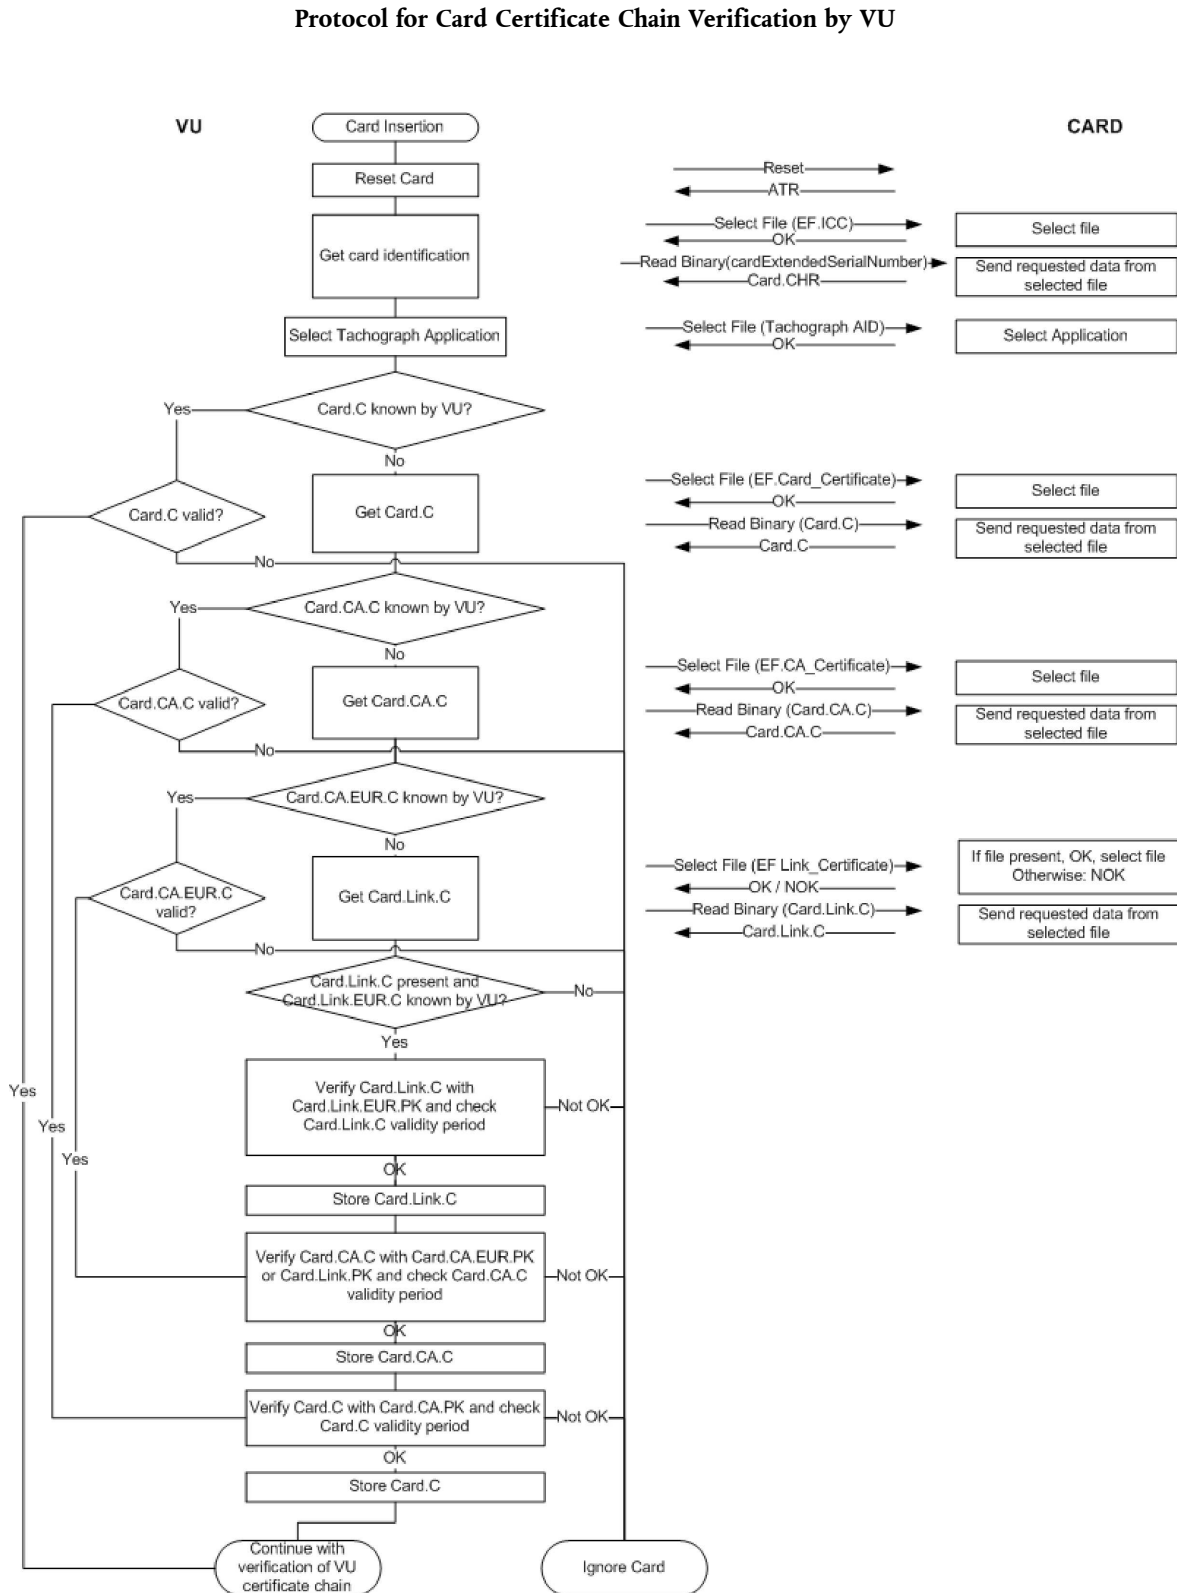 Protocol for Card Certificate Chain Verification by VU
VU
Card Insertion
CARD
Reset Card
Reset
ATR
Get card identification
Select File (EF.ICC)
OK
Select file
Read Binary(cardExtendedSerialNumber)
Card.CHR
Send requested data from
selected file
Select Tachograph Application
Select File (Tachograph AID)
OK
Select Application
Card.C known by VU?
Yes
No
Card.C valid?
Get Card.C
Select File (EF.Card_Certificate)
OK
Select file
Read Binary (Card.C)
Card.C
Send requested data from
selected file
No
Card.CA.C known by VU?
Yes
No
Card.CA.C valid?
Get Card.CA.C
Select File (EF.CA_Certificate)
OK
Select file
Read Binary (Card.CA.C)
Card.CA.C
Send requested data from
selected file
No
Card.CA.EUR.C known by VU?
Yes
No
Card.CA.EUR.C
valid?
Get Card.Link.C
Select File (EF Link_Certificate)
OK / NOK
If file present, OK, select file
Otherwise: NOK
Read Binary (Card.Link.C)
Card.Link.C
Send requested data from
selected file
No
Card.Link.C present and
Card.Link.EUR.C known by VU?
No
Yes
Yes
Yes
Yes
Verify Card.Link.C with
Card.Link.EUR.PK and check
Card.Link.C validity period
Not OK
OK
Store Card.Link.C
Verify Card.CA.C with Card.CA.EUR.PK
or Card.Link.PK and check Card.CA.C
validity period
Not OK
OK
Store Card.CA.C
Verify Card.C with Card.CA.PK and check
Card.C validity period
Not OK
OK
Store Card.C
Continue with
verification of VU
certificate chain
Ignore Card